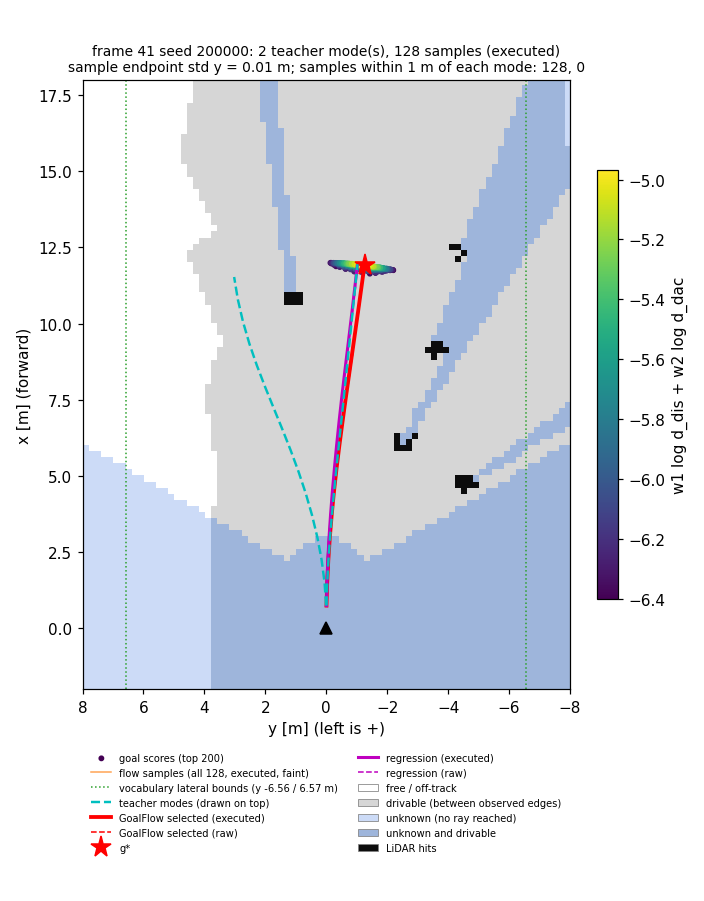 frame 41 seed 200000: 2 teacher mode(s), 128 samples (executed)
sample endpoint std y = 0.01 m; samples within 1 m of each mode: 128, 0
17.5
15.0
12.5
10.0
7.5
5.0
2.5
0.0
x [m] (forward)
8
6
4
2
0
−2
−4
−6
−8
y [m] (left is +)
−5.0
−5.2
−5.4
−5.6
−5.8
−6.0
−6.2
−6.4
w1 log d_dis + w2 log d_dac
goal scores (top 200)
flow samples (all 128, executed, faint)
vocabulary lateral bounds (y -6.56 / 6.57 m)
teacher modes (drawn on top)
GoalFlow selected (executed)
GoalFlow selected (raw)
g*
regression (executed)
regression (raw)
free / off-track
drivable (between observed edges)
unknown (no ray reached)
unknown and drivable
LiDAR hits